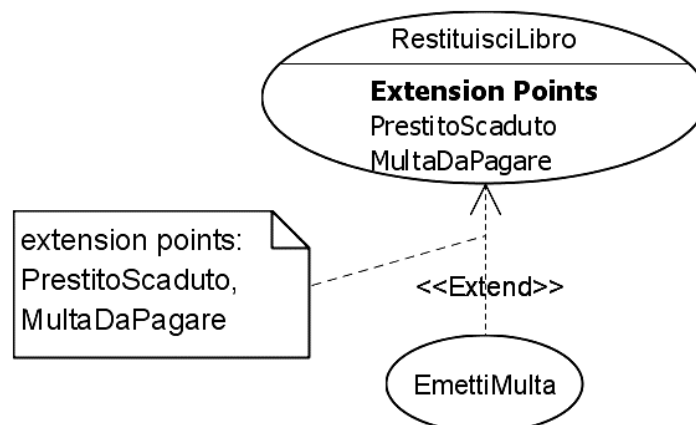 RestituisciLibro
Extension Points
PrestitoScaduto
MultaDaPagare
extension points:
PrestitoScaduto,
MultaDaPagare
<<Extend>>
EmettiMulta